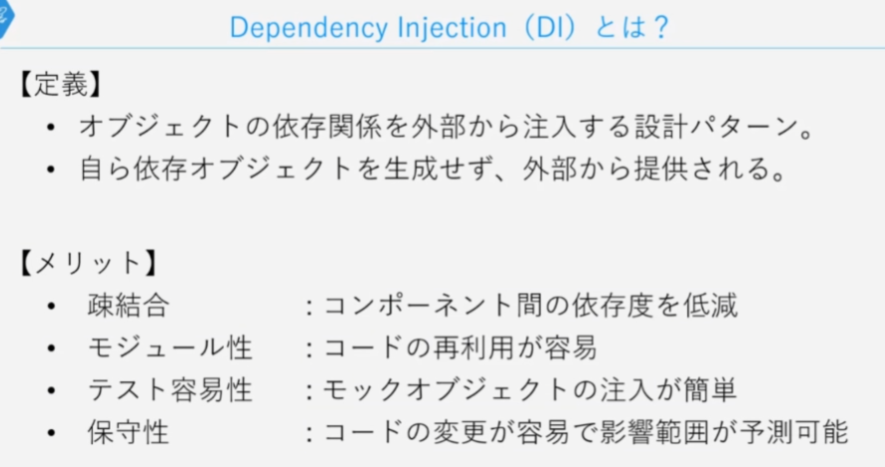 Dependency Injection（DI）とは？
【定義】
• オブジェクトの依存関係を外部から注入する設計パターン。
• 自ら依存オブジェクトを生成せず、外部から提供される。
【メリット】
• 疎結合 : コンポーネント間の依存度を低減
• モジュール性 : コードの再利用が容易
• テスト容易性 : モックオブジェクトの注入が簡単
• 保守性 : コードの変更が容易で影響範囲が予測可能